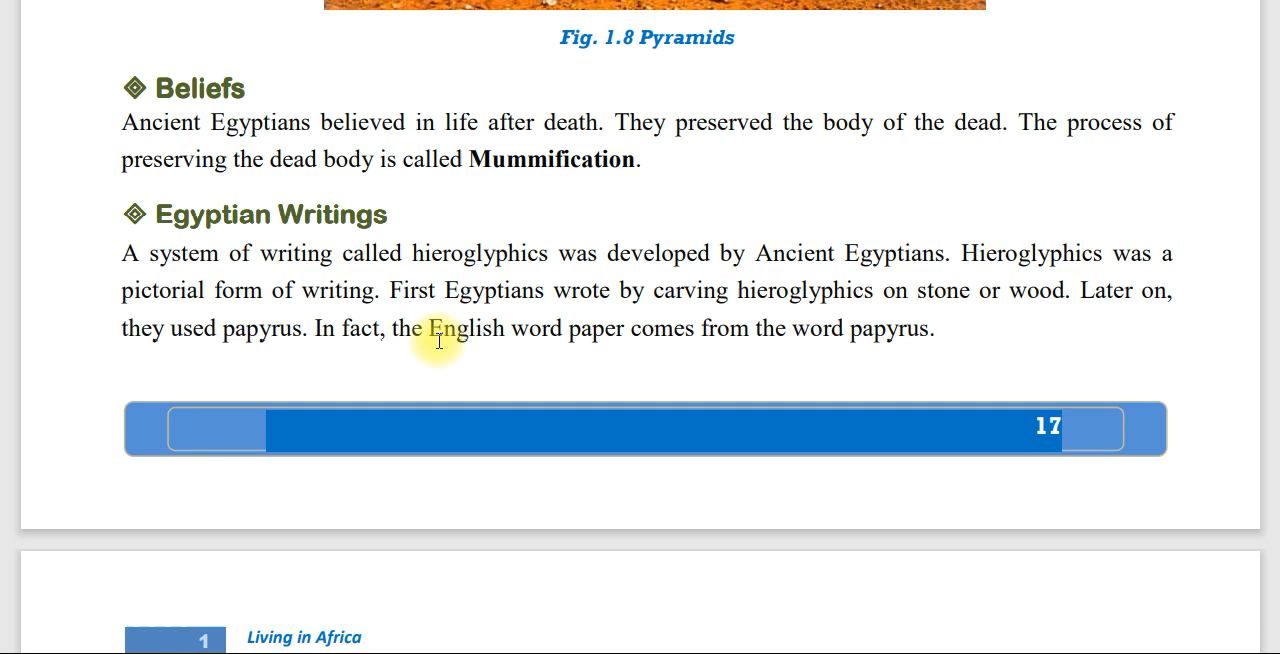 Fig. 1.8 Pyramids
Beliefs
Ancient Egyptians believed in life after death. They preserved the body of the dead. The process of
preserving the dead body is called Mummification.
Egyptian Writings
A system of writing called hieroglyphics was developed by Ancient Egyptians. Hieroglyphics was a
pictorial form of writing. First Egyptians wrote by carving hieroglyphics on stone or wood. Later on,
they used papyrus. In fact, the English word paper comes from the word papyrus.
17
1 Living in Africa